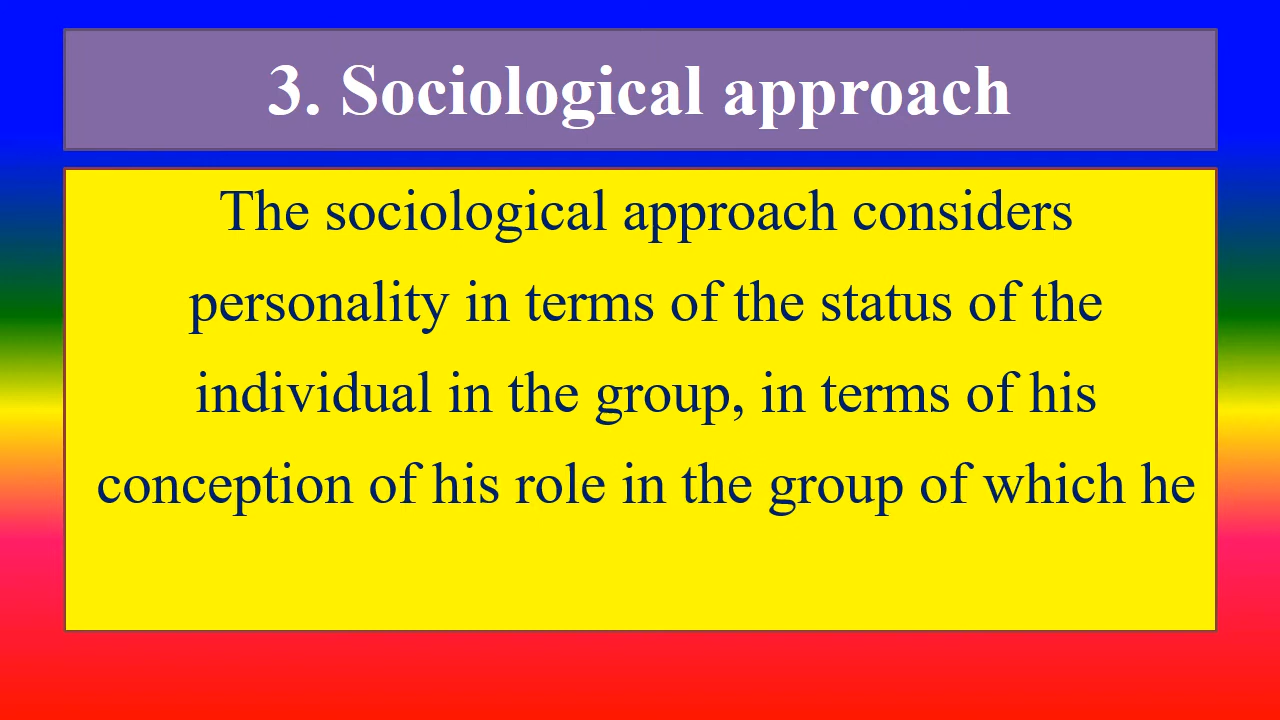 3. Sociological approach
The sociological approach considers
personality in terms of the status of the
individual in the group, in terms of his
conception of his role in the group of which he